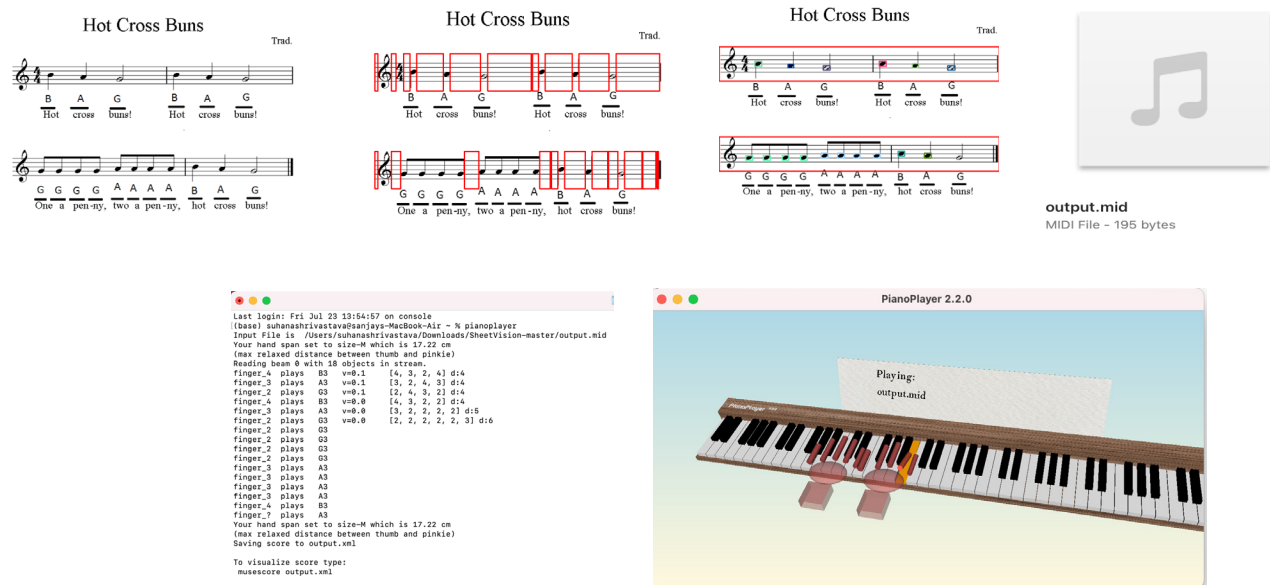 Hot Cross Buns
Trad.
B A G B A G
Hot cross buns! Hot cross buns!
G G G G A A A A B A G
One a pen-ny, two a pen-ny, hot cross buns!
Hot Cross Buns
Trad.
B A G B A G
Hot cross buns! Hot cross buns!
G G G G A A A A B A G
One a pen-ny, two a pen-ny, hot cross buns!
Hot Cross Buns
Trad.
B A G B A G
Hot cross buns! Hot cross buns!
G G G G A A A A B A G
One a pen-ny, two a pen-ny, hot cross buns!
output.mid
MIDI File - 195 bytes
Last login: Fri Jul 23 13:54:57 on console
(base) suhanashrivastava@sanjays-MacBook-Air ~ % pianoplayer
Input File is /Users/suhanashrivastava/Downloads/SheetVision-master/output.mid
Your hand span set to size-M which is 17.22 cm
(max relaxed distance between thumb and pinkie)
Reading beam 0 with 18 objects in stream.
finger_4 plays B3 v=0.1 [4, 3, 2, 4] d:4
finger_3 plays A3 v=0.1 [3, 2, 4, 3] d:4
finger_2 plays G3 v=0.1 [2, 4, 3, 2] d:4
finger_4 plays B3 v=0.0 [4, 3, 2, 2] d:4
finger_3 plays A3 v=0.0 [3, 2, 2, 2, 2] d:5
finger_2 plays G3 v=0.0 [2, 2, 2, 2, 2, 3] d:6
finger_2 plays G3
finger_2 plays G3
finger_2 plays G3
finger_2 plays G3
finger_3 plays A3
finger_3 plays A3
finger_3 plays A3
finger_3 plays A3
finger_4 plays B3
finger_? plays A3
Your hand span set to size-M which is 17.22 cm
(max relaxed distance between thumb and pinkie)
Saving score to output.xml
To visualize score type:
musescore output.xml
PianoPlayer 2.2.0
Playing:
output.mid
PianoPlayer